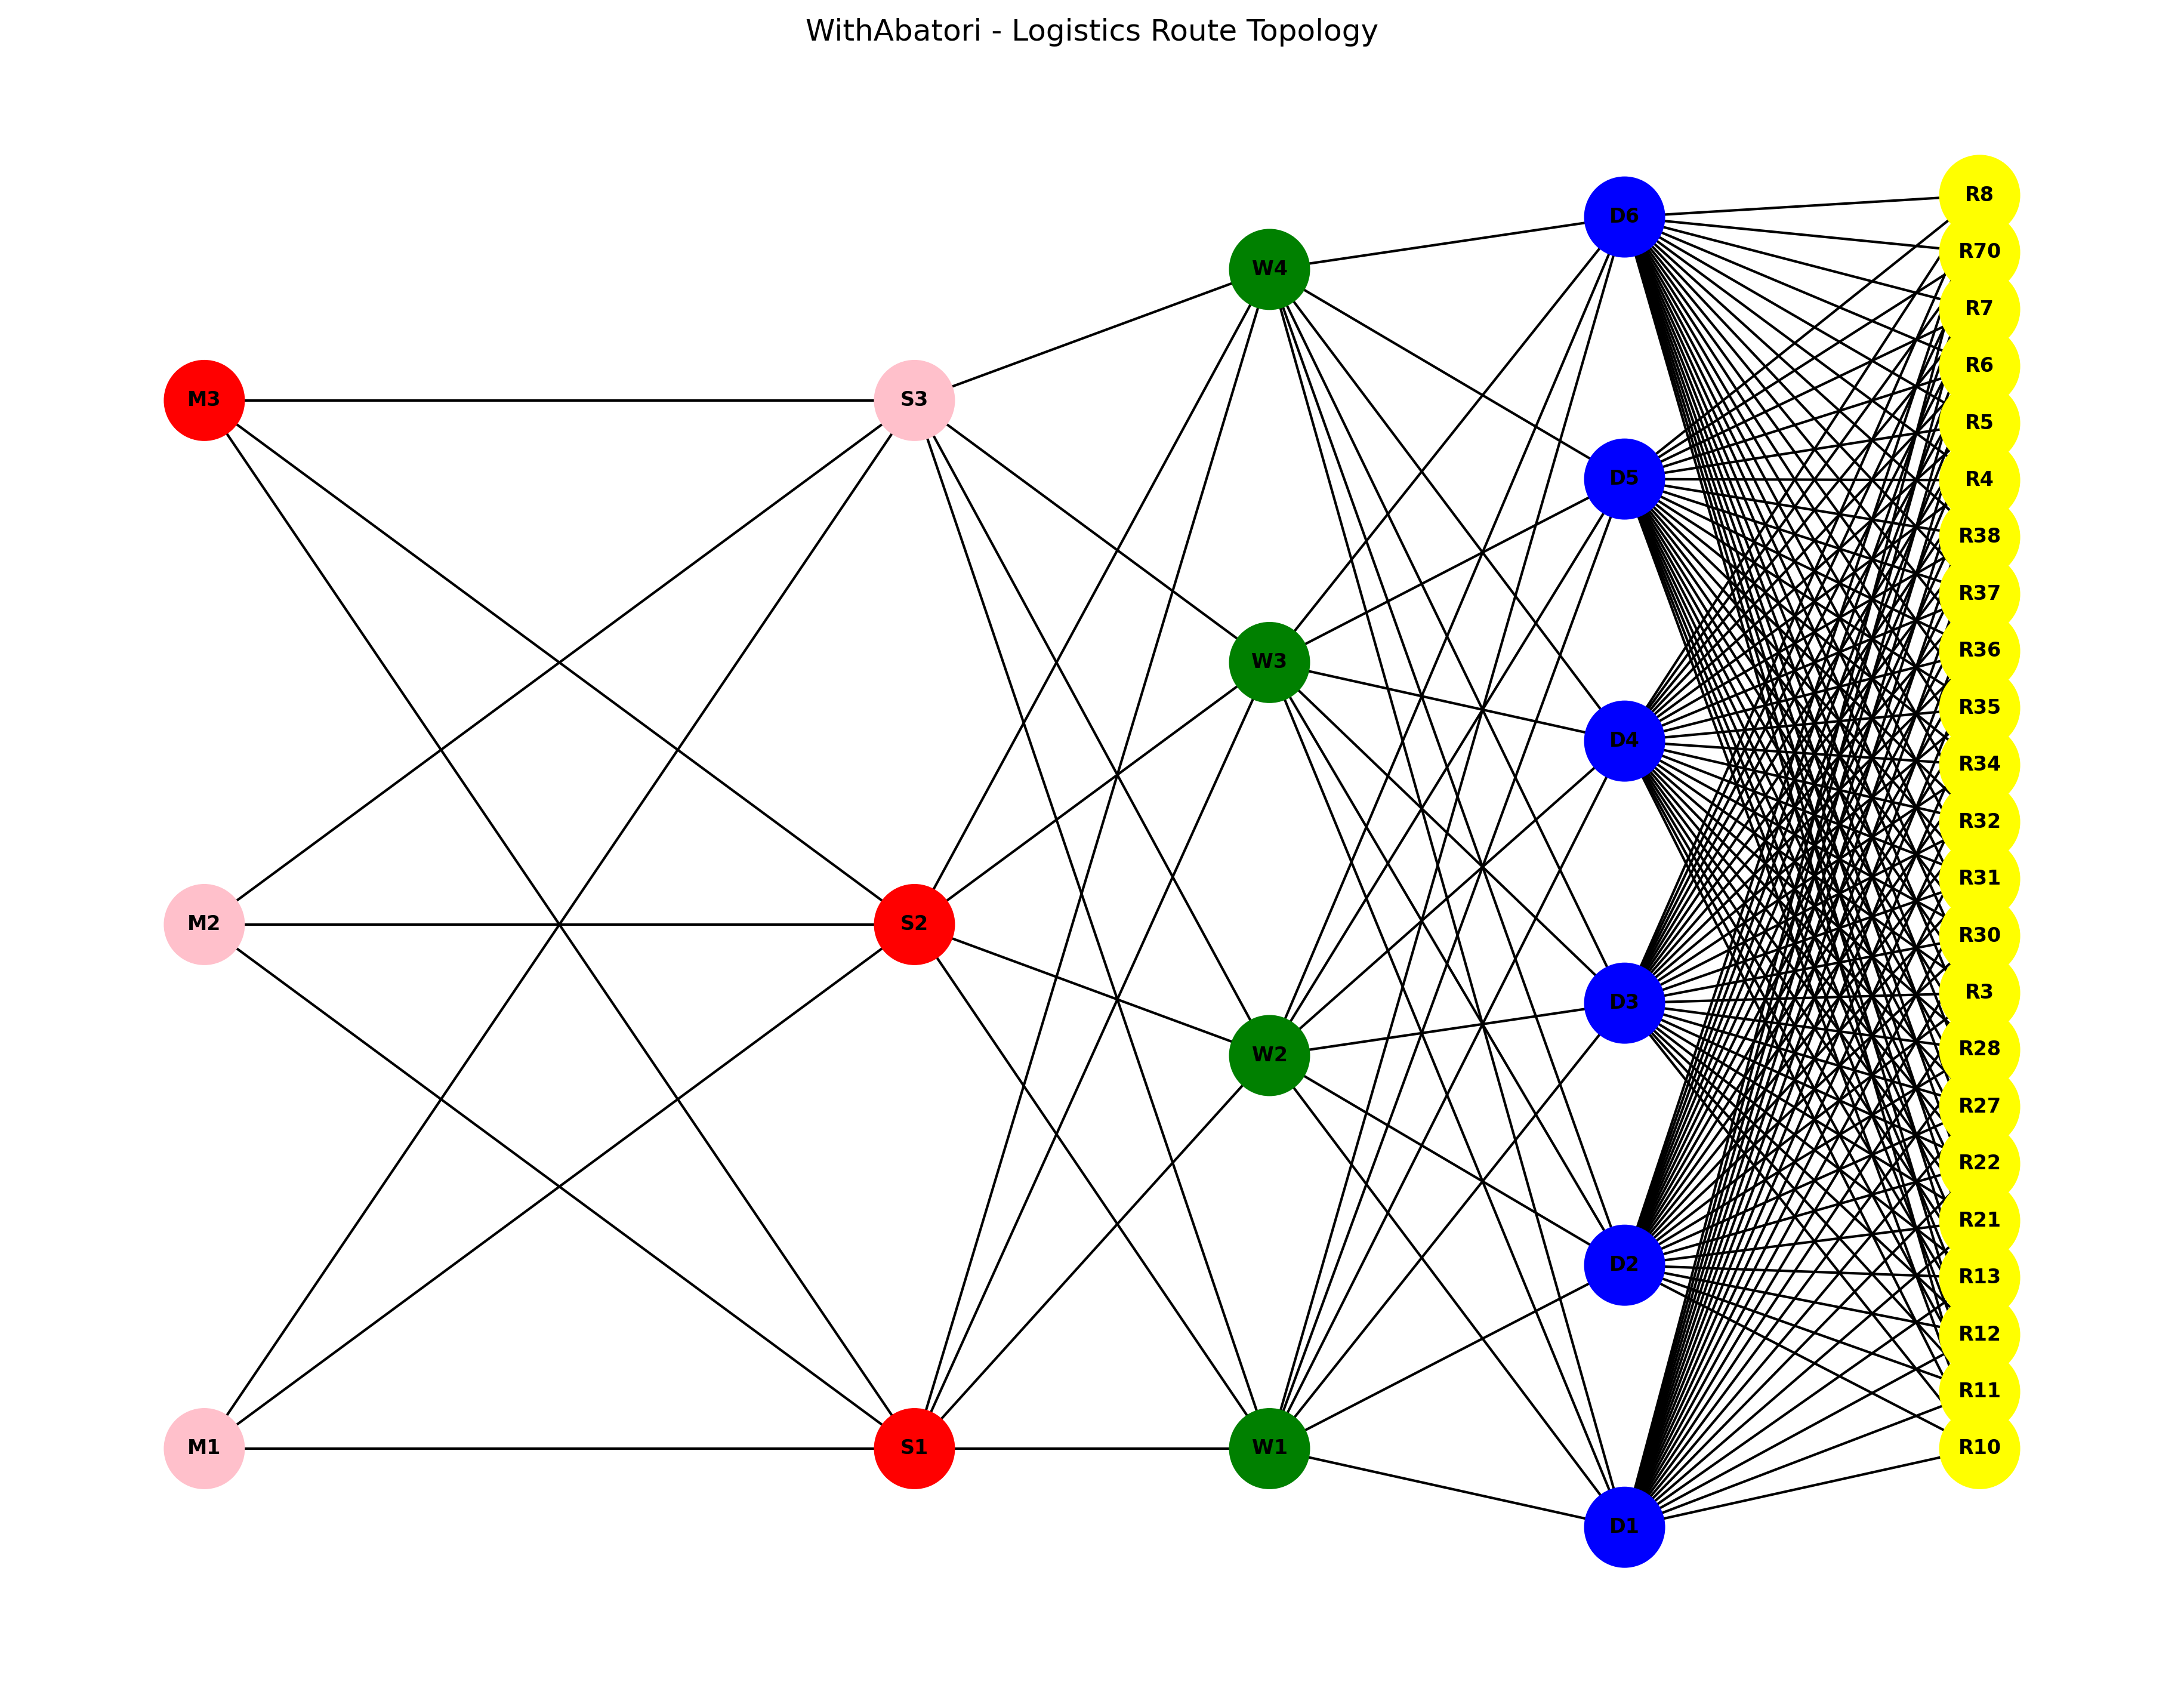 WithAbatori - Logistics Route Topology
M3
M2
M1
S3
S2
S1
W4
W3
W2
W1
D6
D5
D4
D3
D2
D1
R8
R70
R7
R6
R5
R4
R38
R37
R36
R35
R34
R32
R31
R30
R3
R28
R27
R22
R21
R13
R12
R11
R10